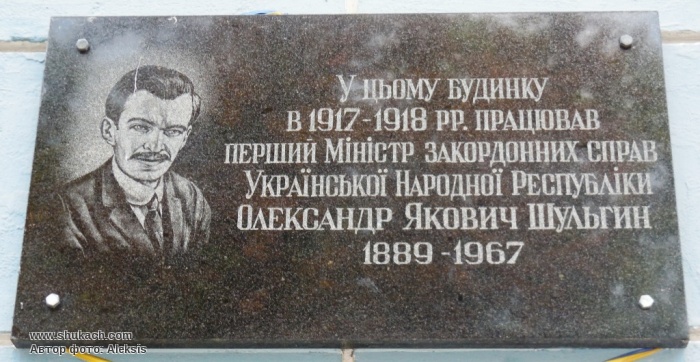 У цьому будинку
в 1917-1918 рр. працював
перший Міністр закордонних справ
Української Народної Республіки
Олександр Якович Шульгин
1889-1967
www.shukach.com
Автор фото: Aleksis